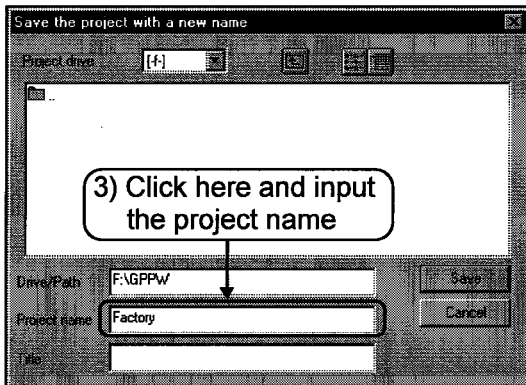 Save the project with a new name
Project drive [-f-]
..
3) Click here and input
the project name
Drive/Path F:\GPPW
Save
Project name Factory
Cancel
Title